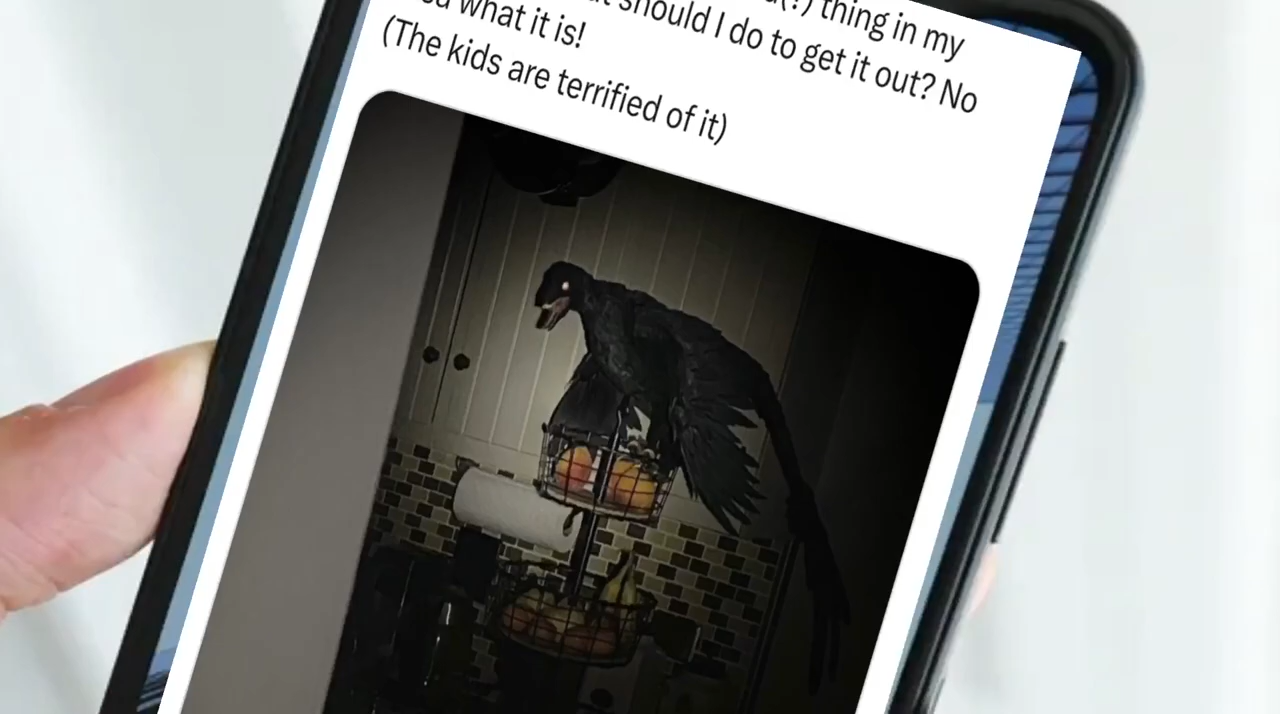 thing in my
should I do to get it out? No
what it is!
(The kids are terrified of it)